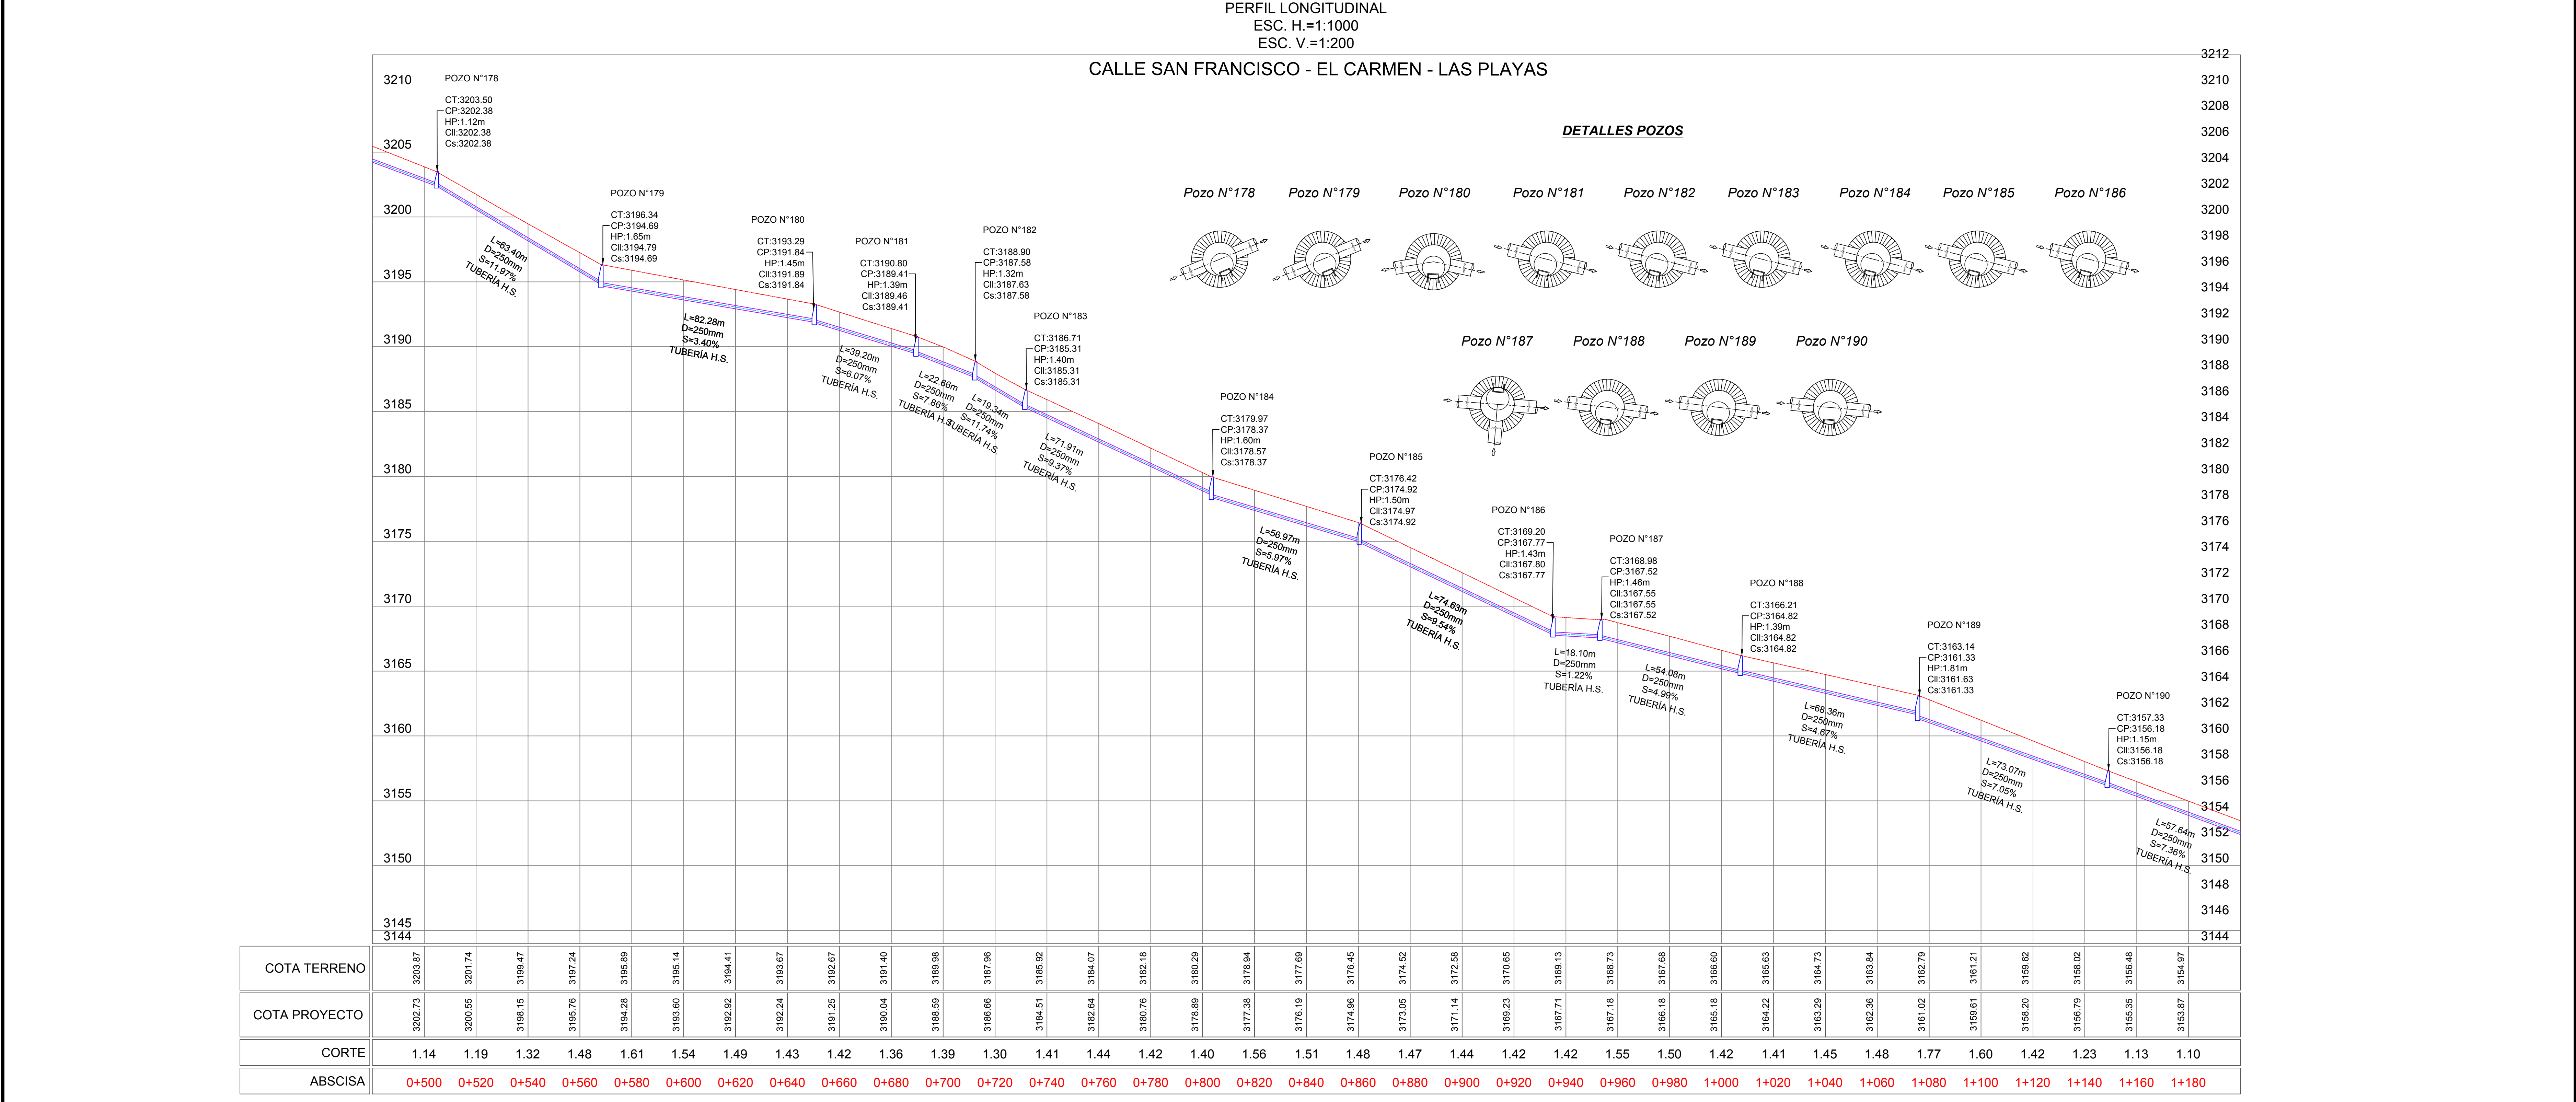 PERFIL LONGITUDINAL
ESC. H.=1:1000
ESC. V.=1:200
CALLE SAN FRANCISCO - EL CARMEN - LAS PLAYAS
3210
3205
3200
3195
3190
3185
3180
3175
3170
3165
3160
3155
3150
3145
3144
3212
3210
3208
3206
3204
3202
3200
3198
3196
3194
3192
3190
3188
3186
3184
3182
3180
3178
3176
3174
3172
3170
3168
3166
3164
3162
3160
3158
3156
3154
3152
3150
3148
3146
3144
POZO N°178
CT:3203.50
CP:3202.38
HP:1.12m
CII:3202.38
Cs:3202.38
L=63.40m
D=250mm
S=11.97%
TUBERÍA H.S.
POZO N°179
CT:3196.34
CP:3194.69
HP:1.65m
CII:3194.79
Cs:3194.69
L=82.28m
D=250mm
S=3.40%
TUBERÍA H.S.
POZO N°180
CT:3193.29
CP:3191.84
HP:1.45m
CII:3191.89
Cs:3191.84
L=39.20m
D=250mm
S=6.07%
TUBERÍA H.S.
POZO N°181
CT:3190.80
CP:3189.41
HP:1.39m
CII:3189.46
Cs:3189.41
L=22.66m
D=250mm
S=7.86%
TUBERÍA H.S.
POZO N°182
CT:3188.90
CP:3187.58
HP:1.32m
CII:3187.63
Cs:3187.58
L=19.34m
D=250mm
S=11.74%
TUBERÍA H.S.
POZO N°183
CT:3186.71
CP:3185.31
HP:1.40m
CII:3185.31
Cs:3185.31
L=71.91m
D=250mm
S=9.37%
TUBERÍA H.S.
POZO N°184
CT:3179.97
CP:3178.37
HP:1.60m
CII:3178.57
Cs:3178.37
L=56.97m
D=250mm
S=5.97%
TUBERÍA H.S.
POZO N°185
CT:3176.42
CP:3174.92
HP:1.50m
CII:3174.97
Cs:3174.92
L=74.63m
D=250mm
S=9.54%
TUBERÍA H.S.
POZO N°186
CT:3169.20
CP:3167.77
HP:1.43m
CII:3167.80
Cs:3167.77
L=18.10m
D=250mm
S=1.22%
TUBERÍA H.S.
POZO N°187
CT:3168.98
CP:3167.52
HP:1.46m
CII:3167.55
CII:3167.55
Cs:3167.52
L=54.08m
D=250mm
S=4.99%
TUBERÍA H.S.
POZO N°188
CT:3166.21
CP:3164.82
HP:1.39m
CII:3164.82
Cs:3164.82
L=68.36m
D=250mm
S=4.67%
TUBERÍA H.S.
POZO N°189
CT:3163.14
CP:3161.33
HP:1.81m
CII:3161.63
Cs:3161.33
L=73.07m
D=250mm
S=7.05%
TUBERÍA H.S.
POZO N°190
CT:3157.33
CP:3156.18
HP:1.15m
CII:3156.18
Cs:3156.18
L=57.64m
D=250mm
S=7.36%
TUBERÍA H.S.
DETALLES POZOS
Pozo N°178 Pozo N°179 Pozo N°180 Pozo N°181 Pozo N°182 Pozo N°183 Pozo N°184 Pozo N°185 Pozo N°186
Pozo N°187 Pozo N°188 Pozo N°189 Pozo N°190
COTA TERRENO 3203.87 3201.74 3199.47 3197.24 3195.89 3195.14 3194.41 3193.67 3192.67 3191.40 3189.98 3187.96 3185.92 3184.07 3182.18 3180.29 3178.94 3177.69 3176.45 3174.52 3172.58 3170.65 3169.13 3168.73 3167.68 3166.60 3165.63 3164.73 3163.84 3162.79 3161.21 3159.62 3158.02 3156.48 3154.97
COTA PROYECTO 3202.73 3200.55 3198.15 3195.76 3194.28 3193.60 3192.92 3192.24 3191.25 3190.04 3188.59 3186.66 3184.51 3182.64 3180.76 3178.89 3177.38 3176.19 3174.96 3173.05 3171.14 3169.23 3167.71 3167.18 3166.18 3165.18 3164.22 3163.29 3162.36 3161.02 3159.61 3158.20 3156.79 3155.35 3153.87
CORTE 1.14 1.19 1.32 1.48 1.61 1.54 1.49 1.43 1.42 1.36 1.39 1.30 1.41 1.44 1.42 1.40 1.56 1.51 1.48 1.47 1.44 1.42 1.42 1.55 1.50 1.42 1.41 1.45 1.48 1.77 1.60 1.42 1.23 1.13 1.10
ABSCISA 0+500 0+520 0+540 0+560 0+580 0+600 0+620 0+640 0+660 0+680 0+700 0+720 0+740 0+760 0+780 0+800 0+820 0+840 0+860 0+880 0+900 0+920 0+940 0+960 0+980 1+000 1+020 1+040 1+060 1+080 1+100 1+120 1+140 1+160 1+180